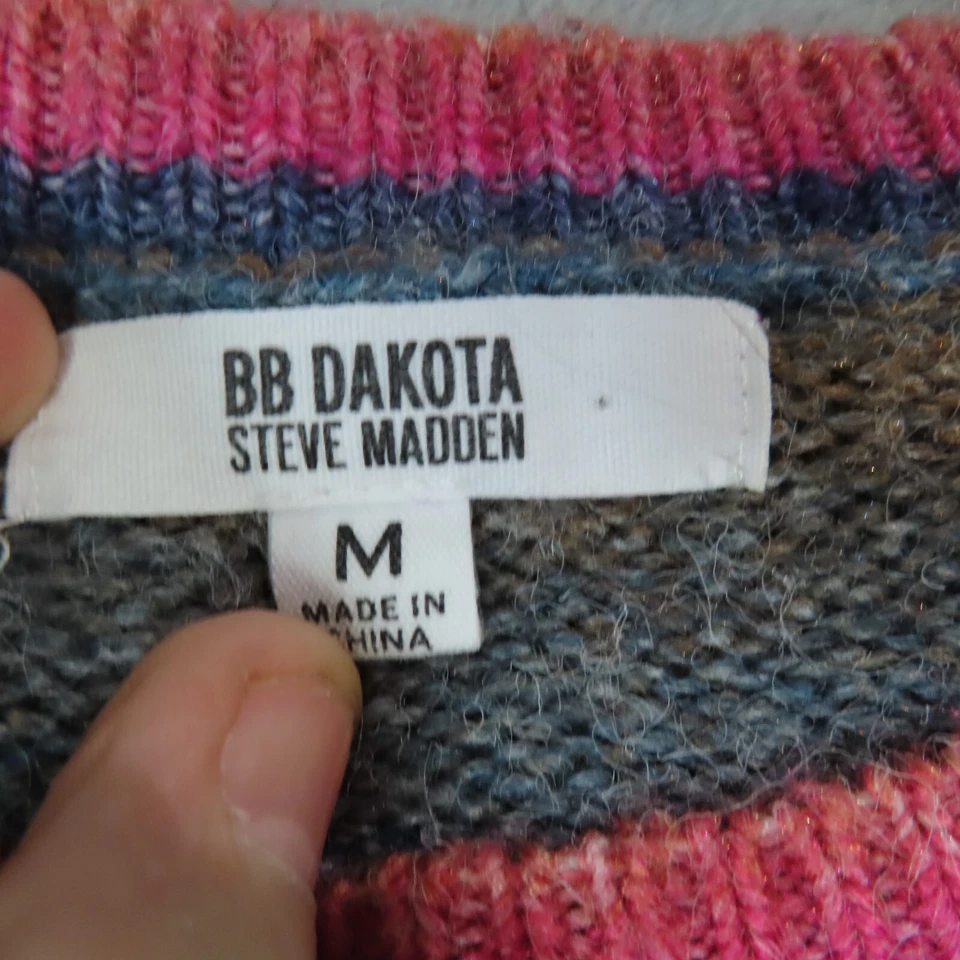 BB DAKOTA
STEVE MADDEN
M
MADE IN
CHINA